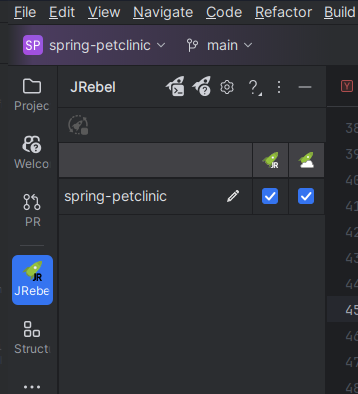 File Edit View Navigate Code Refactor Build
SP spring-petclinic main
JRebel
Projec
Welco
PR
JRebe
Struct
JR
spring-petclinic
38
39
40
41
42
43
44
45
46
47
48